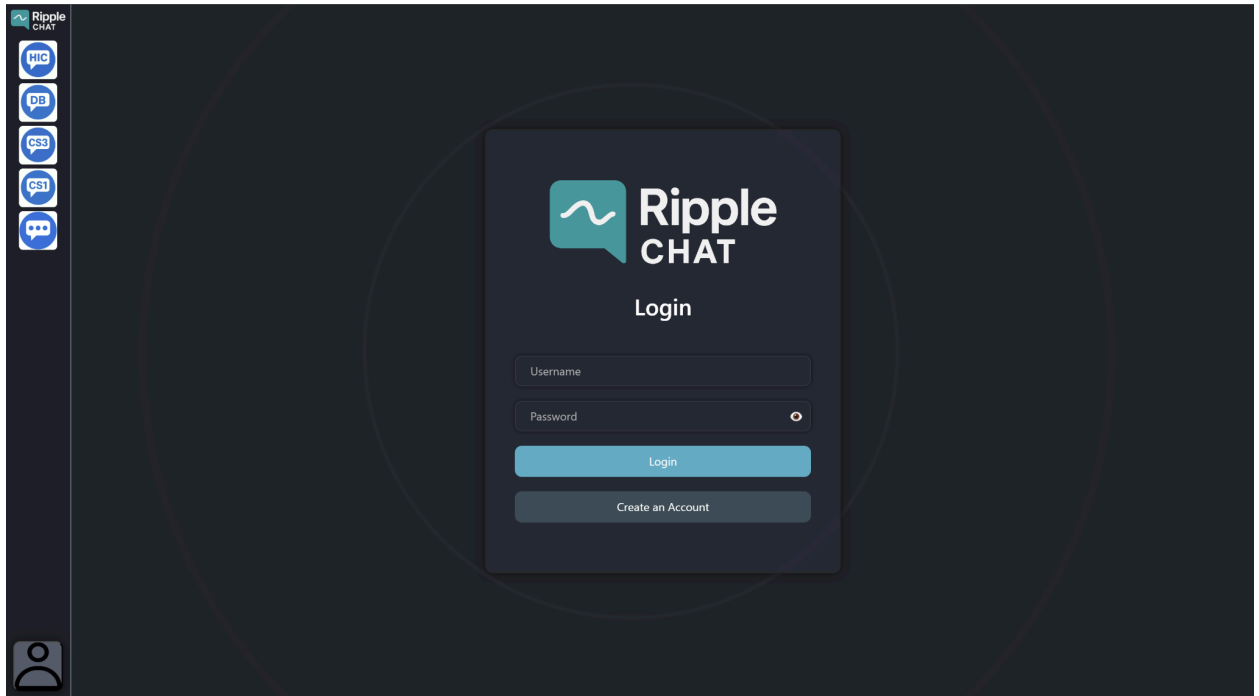 Ripple
CHAT
HIC
DB
CS3
CS1
Ripple
CHAT
Login
Username
Password
Login
Create an Account